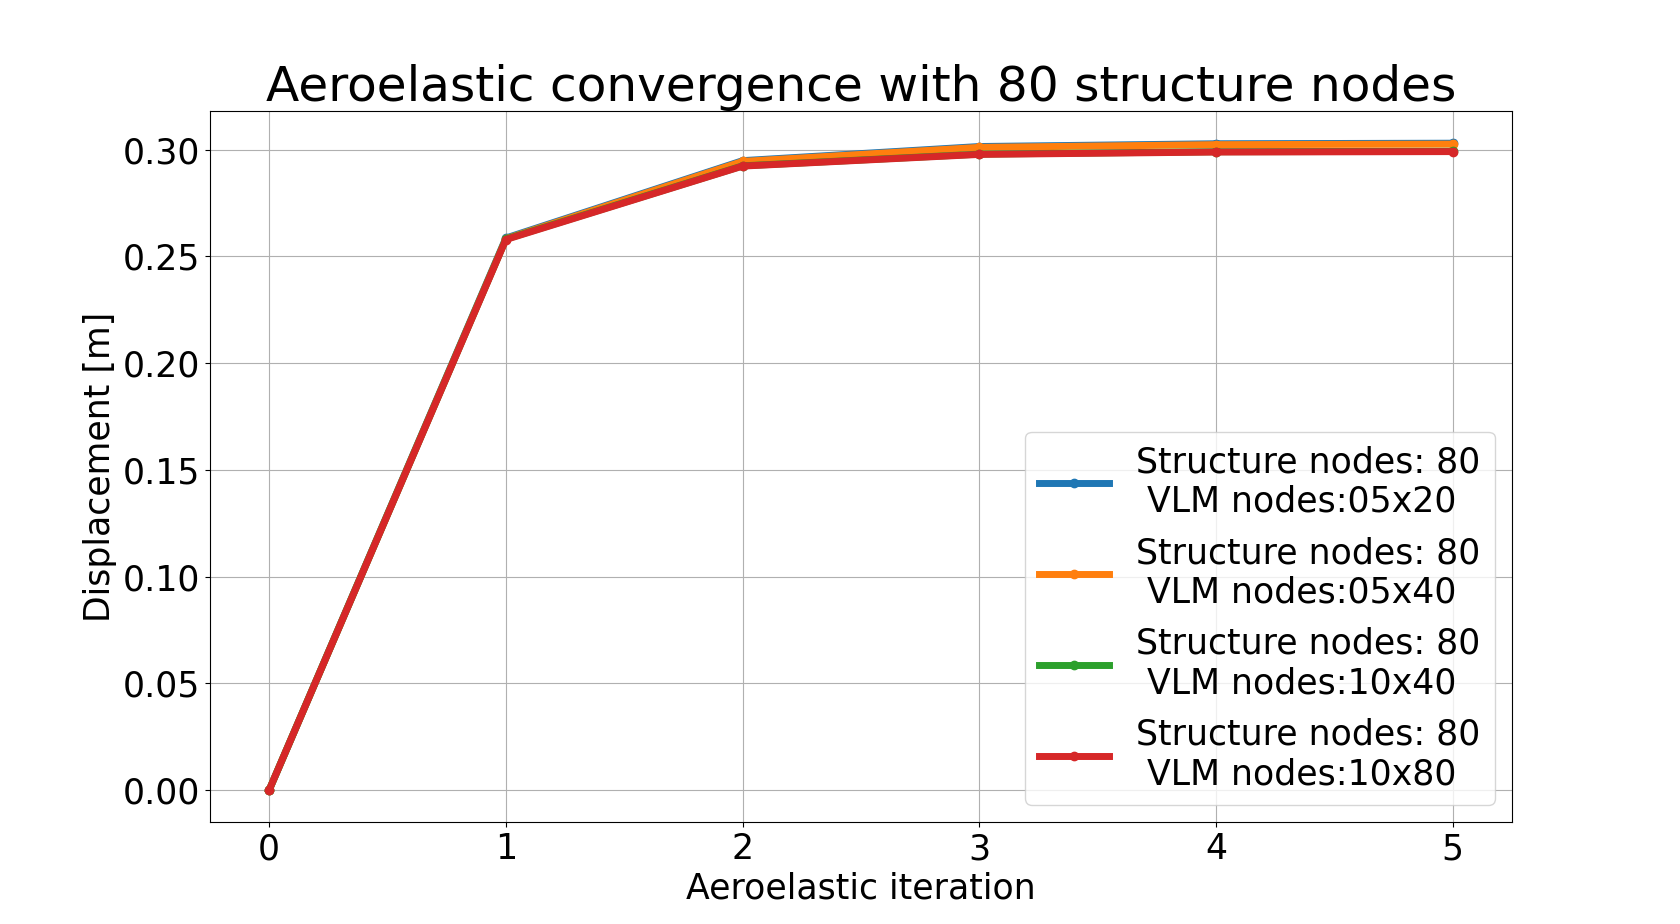 Aeroelastic convergence with 80 structure nodes
0.30
0.25
0.20
0.15
0.10
0.05
0.00
Displacement [m]
Structure nodes: 80
VLM nodes:05x20
Structure nodes: 80
VLM nodes:05x40
Structure nodes: 80
VLM nodes:10x40
Structure nodes: 80
VLM nodes:10x80
0 1 2 3 4 5
Aeroelastic iteration